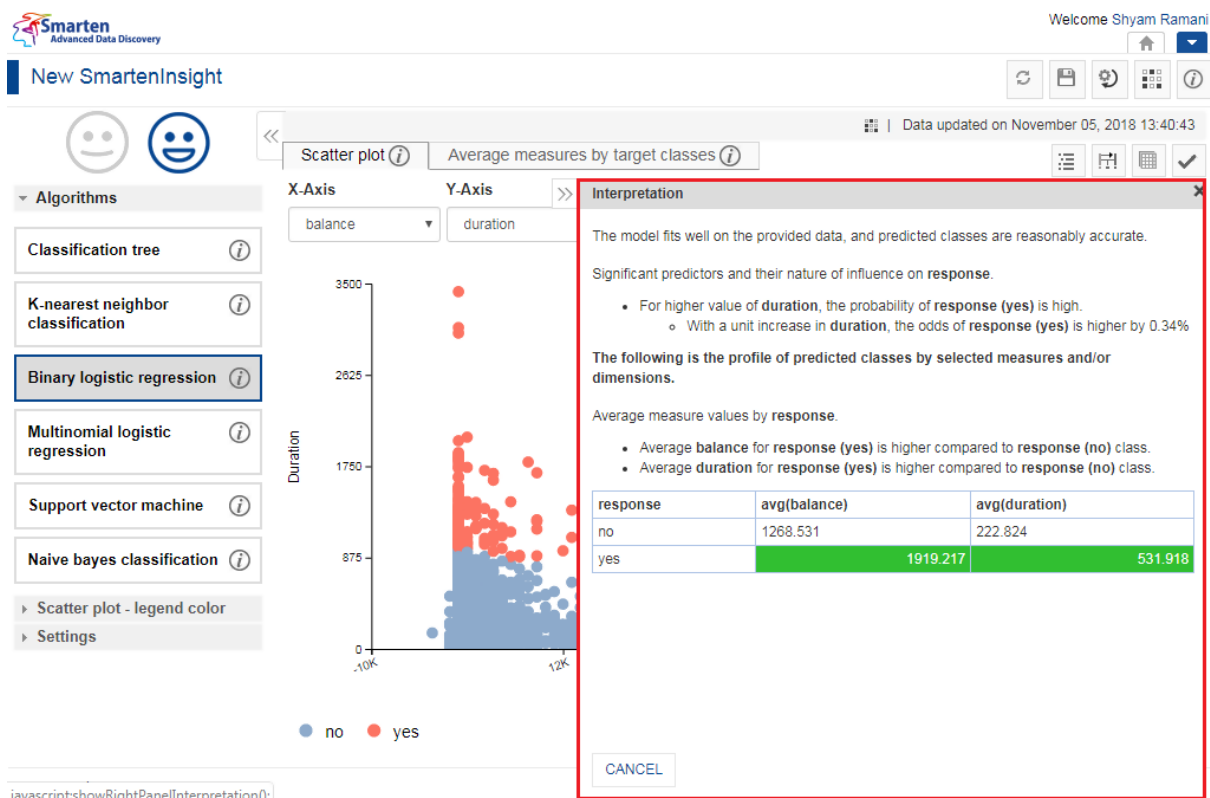 Smarten
Advanced Data Discovery
Welcome Shyam Ramani
New SmartenInsight
| Data updated on November 05, 2018 13:40:43
Scatter plot
Average measures by target classes
Algorithms
Classification tree
K-nearest neighbor
classification
Binary logistic regression
Multinomial logistic
regression
Support vector machine
Naive bayes classification
Scatter plot - legend color
Settings
X-Axis
Y-Axis
balance
duration
3500
2625
1750
875
0
Duration
-10K
12K
no
yes
Interpretation
The model fits well on the provided data, and predicted classes are reasonably accurate.
Significant predictors and their nature of influence on response.
For higher value of duration, the probability of response (yes) is high.
With a unit increase in duration, the odds of response (yes) is higher by 0.34%
The following is the profile of predicted classes by selected measures and/or
dimensions.
Average measure values by response.
Average balance for response (yes) is higher compared to response (no) class.
Average duration for response (yes) is higher compared to response (no) class.
response avg(balance) avg(duration)
no 1268.531 222.824
yes 1919.217 531.918
CANCEL
javascript:showRightPanelInterpretation();